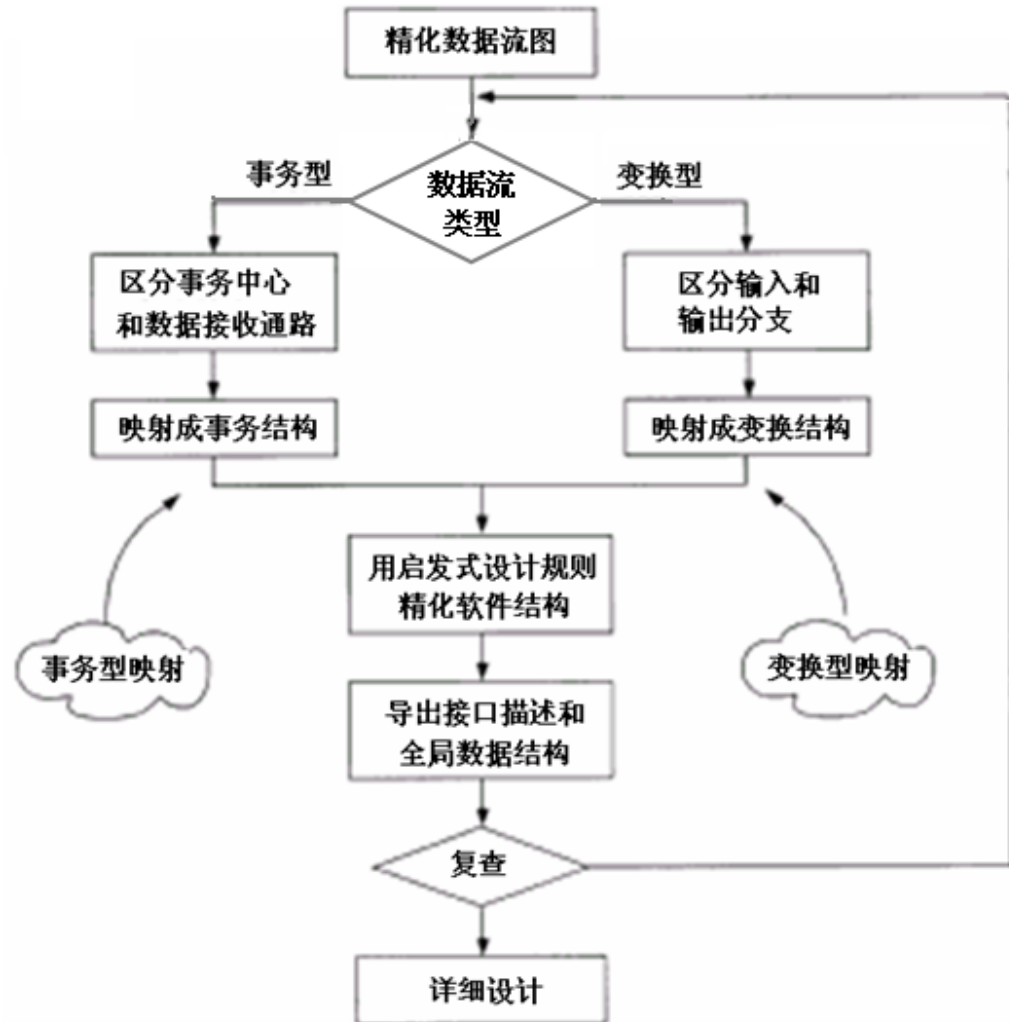 精化数据流图
事务型
变换型
数据流
类型
区分事务中心
和数据接收通路
区分输入和
输出分支
映射成事务结构
映射成变换结构
用启发式设计规则
精化软件结构
事务型映射
变换型映射
导出接口描述和
全局数据结构
复查
详细设计